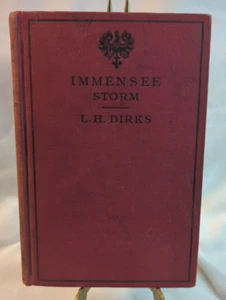 IMMENSEE
STORM
L.H. DIRKS